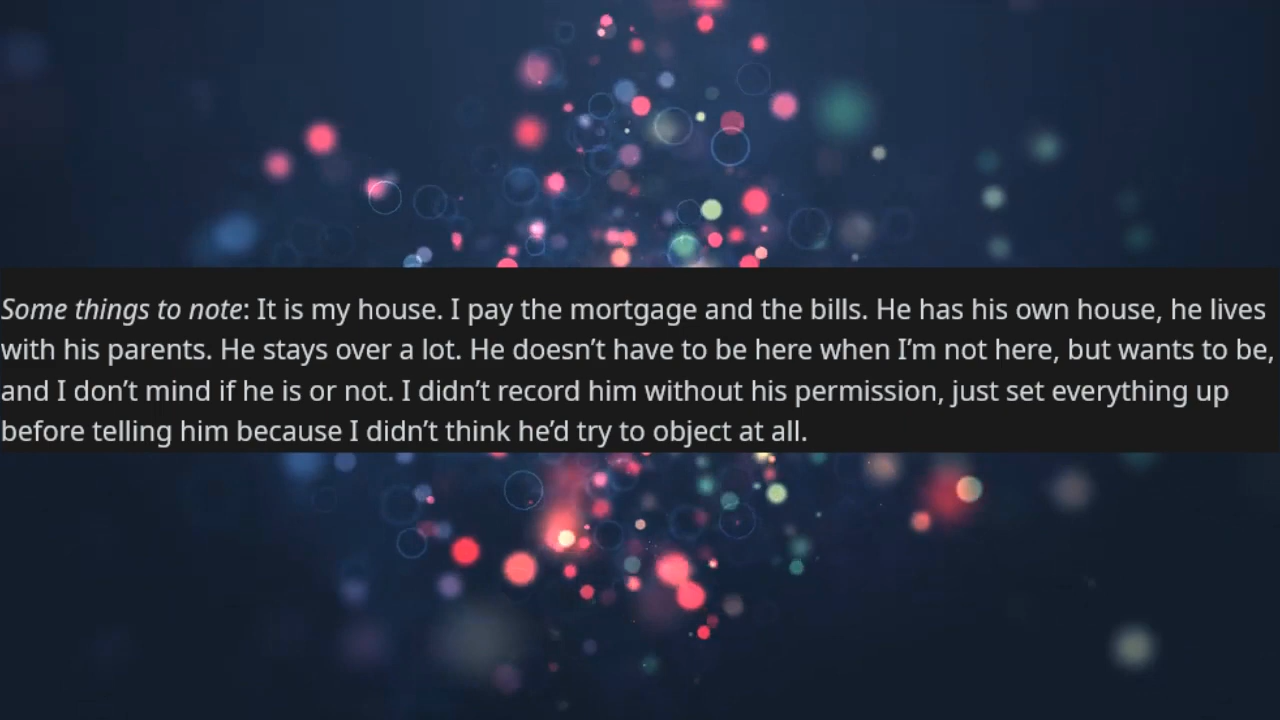 Some things to note: It is my house. I pay the mortgage and the bills. He has his own house, he lives
with his parents. He stays over a lot. He doesn’t have to be here when I’m not here, but wants to be,
and I don’t mind if he is or not. I didn’t record him without his permission, just set everything up
before telling him because I didn’t think he’d try to object at all.